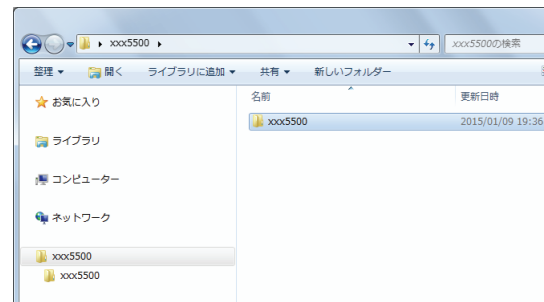 xxx5500
xxx5500の検索
整理 開く ライブラリに追加 共有 新しいフォルダー
お気に入り
ライブラリ
コンピューター
ネットワーク
xxx5500
xxx5500
名前 更新日時
xxx5500 2015/01/09 19:36